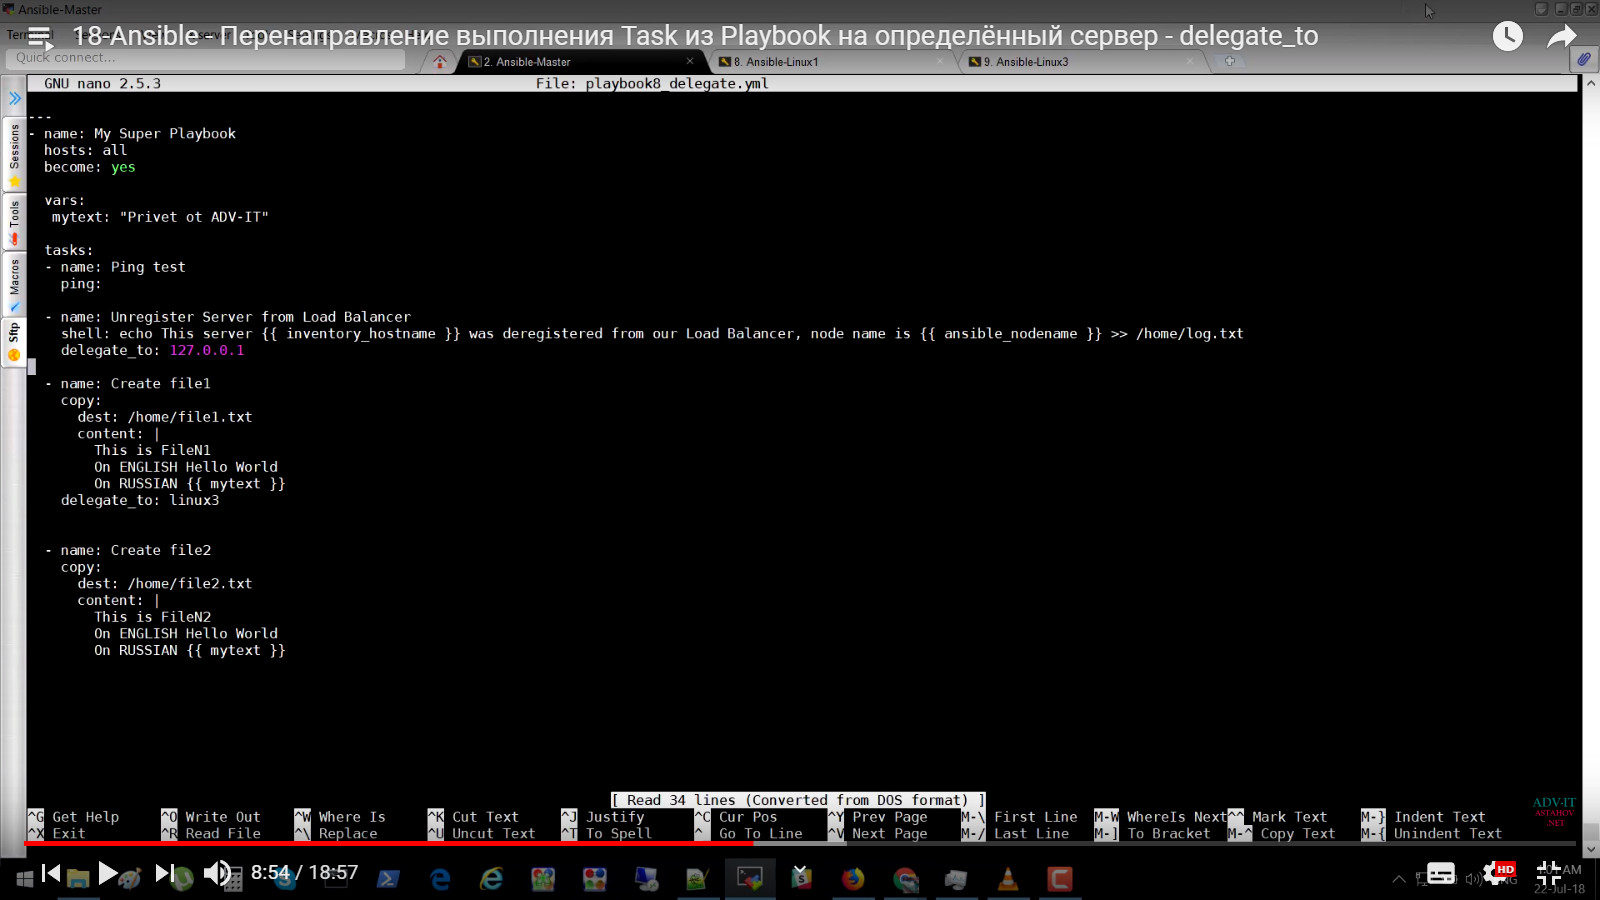 Ansible-Master
18-Ansible - Перенаправление выполнения Task из Playbook на определённый сервер - delegate_to
Quick connect...
2. Ansible-Master
8. Ansible-Linux1
9. Ansible-Linux3
Sessions
Tools
Macros
Sftp
GNU nano 2.5.3 File: playbook8_delegate.yml
---
- name: My Super Playbook
hosts: all
become: yes
vars:
mytext: "Privet ot ADV-IT"
tasks:
- name: Ping test
ping:
- name: Unregister Server from Load Balancer
shell: echo This server {{ inventory_hostname }} was deregistered from our Load Balancer, node name is {{ ansible_nodename }} >> /home/log.txt
delegate_to: 127.0.0.1
- name: Create file1
copy:
dest: /home/file1.txt
content: |
This is FileN1
On ENGLISH Hello World
On RUSSIAN {{ mytext }}
delegate_to: linux3
- name: Create file2
copy:
dest: /home/file2.txt
content: |
This is FileN2
On ENGLISH Hello World
On RUSSIAN {{ mytext }}
[ Read 34 lines (Converted from DOS format) ]
^G Get Help ^O Write Out ^W Where Is ^K Cut Text ^J Justify ^C Cur Pos ^Y Prev Page M-\ First Line M-W WhereIs Next ^^ Mark Text M-} Indent Text
^X Exit ^R Read File ^\ Replace ^U Uncut Text ^T To Spell ^_ Go To Line ^V Next Page M-/ Last Line M-] To Bracket M-^ Copy Text M-{ Unindent Text
ADV-IT
ASTAHOV
.NET
8:54 / 18:57
HD
22-Jul-18